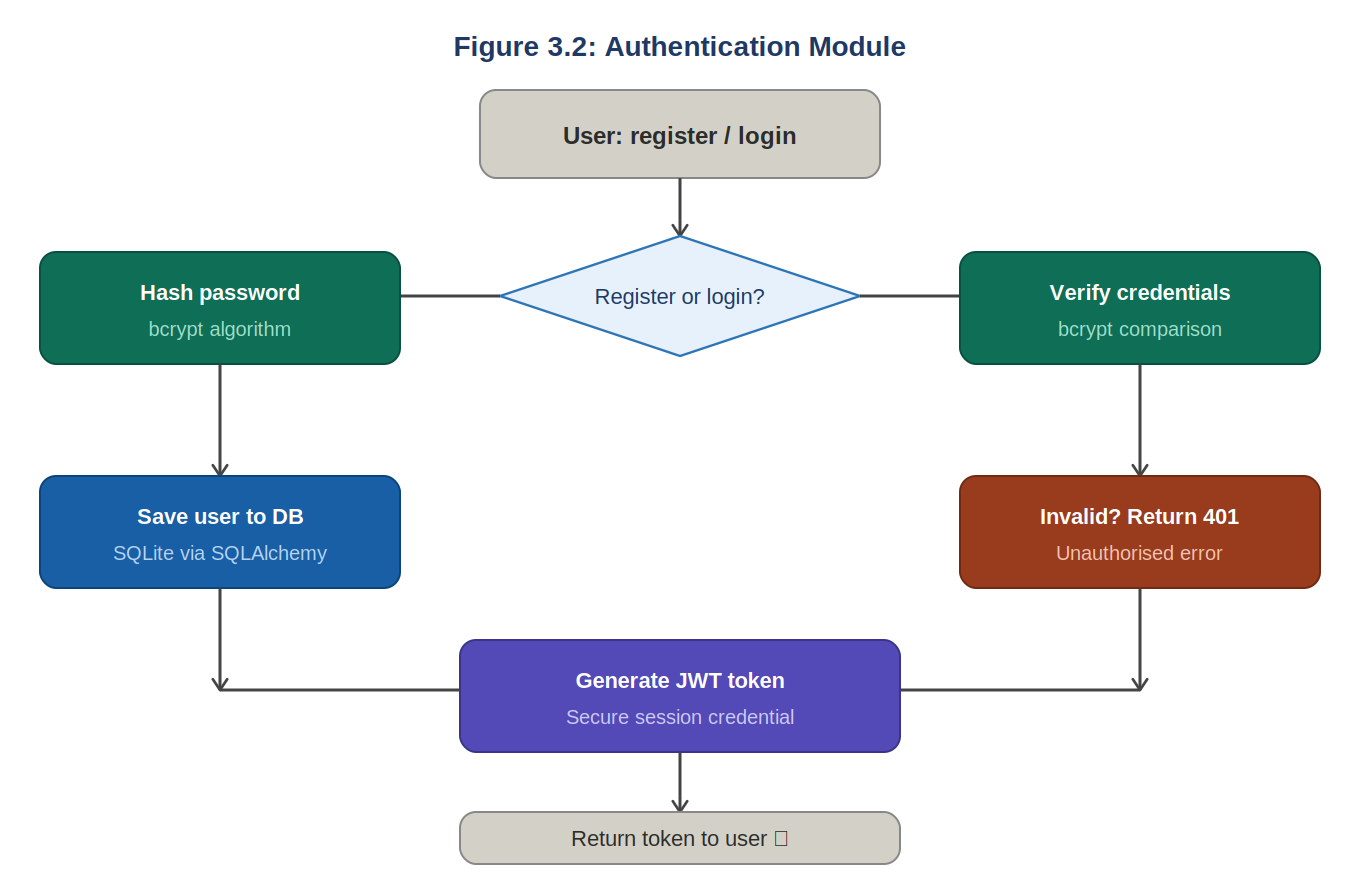 Figure 3.2: Authentication Module
User: register / login
Register or login?
Hash password
bcrypt algorithm
Verify credentials
bcrypt comparison
Save user to DB
SQLite via SQLAlchemy
Invalid? Return 401
Unauthorised error
Generate JWT token
Secure session credential
Return token to user